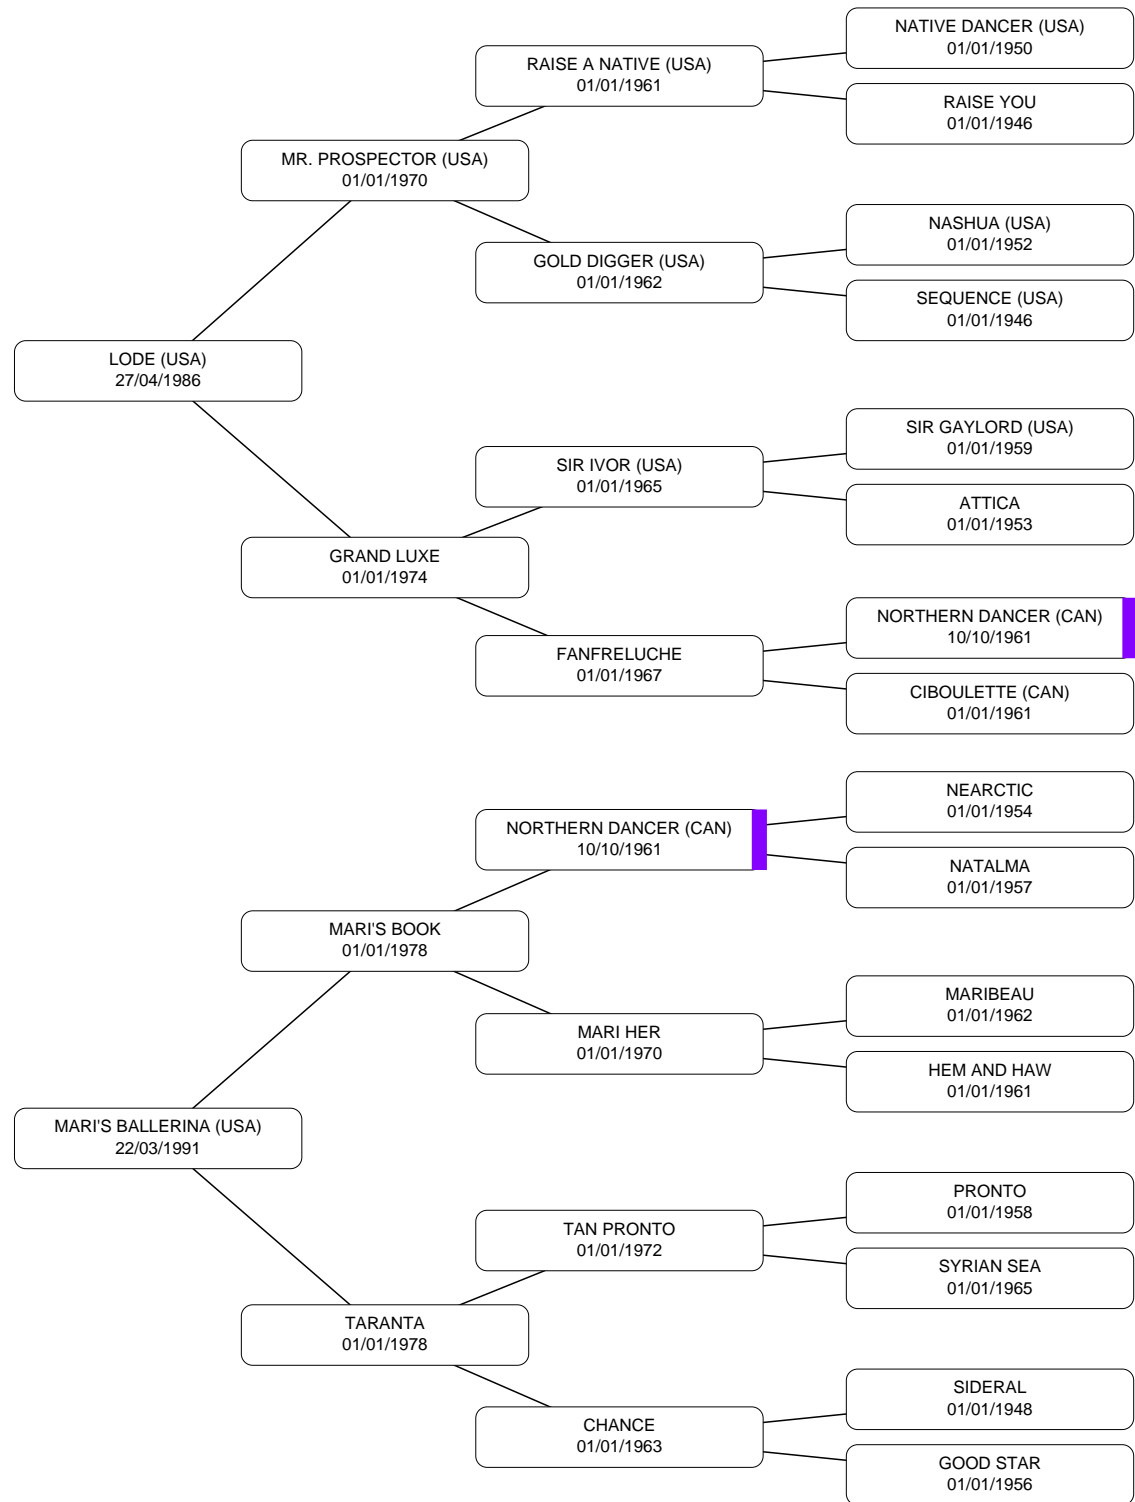 NATIVE DANCER (USA)
01/01/1950
RAISE A NATIVE (USA)
01/01/1961
RAISE YOU
01/01/1946
MR. PROSPECTOR (USA)
01/01/1970
NASHUA (USA)
01/01/1952
GOLD DIGGER (USA)
01/01/1962
SEQUENCE (USA)
01/01/1946
LODE (USA)
27/04/1986
SIR GAYLORD (USA)
01/01/1959
SIR IVOR (USA)
01/01/1965
ATTICA
01/01/1953
GRAND LUXE
01/01/1974
NORTHERN DANCER (CAN)
10/10/1961
FANFRELUCHE
01/01/1967
CIBOULETTE (CAN)
01/01/1961
NEARCTIC
01/01/1954
NORTHERN DANCER (CAN)
10/10/1961
NATALMA
01/01/1957
MARI'S BOOK
01/01/1978
MARIBEAU
01/01/1962
MARI HER
01/01/1970
HEM AND HAW
01/01/1961
MARI'S BALLERINA (USA)
22/03/1991
PRONTO
01/01/1958
TAN PRONTO
01/01/1972
SYRIAN SEA
01/01/1965
TARANTA
01/01/1978
SIDERAL
01/01/1948
CHANCE
01/01/1963
GOOD STAR
01/01/1956